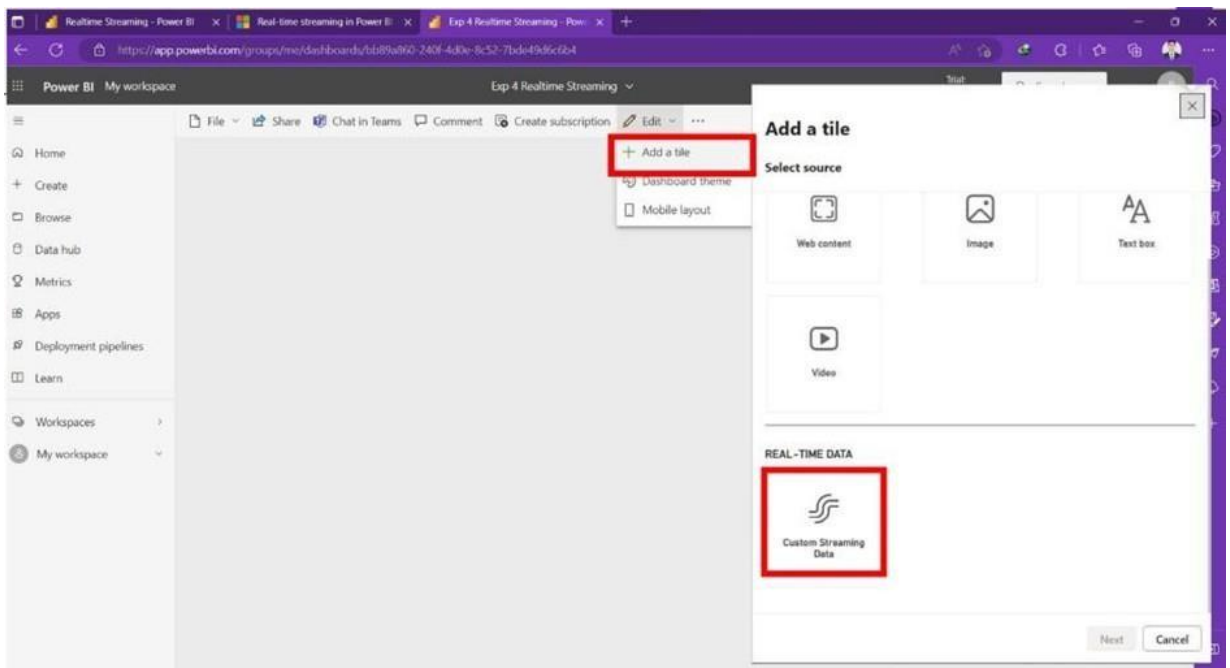 Realtime Streaming - Power BI
Real-time streaming in Power BI
Exp 4 Realtime Streaming - Pow
https://app.powerbi.com/groups/me/dashboards/bb89a860-240f-4d0e-8c52-7bde49d6c6b4
Power BI My workspace
Exp 4 Realtime Streaming
Trial
File
Share
Chat in Teams
Comment
Create subscription
Edit
Add a tile
Dashboard theme
Mobile layout
Home
Create
Browse
Data hub
Metrics
Apps
Deployment pipelines
Learn
Workspaces
My workspace
Add a tile
Select source
Web content
Image
Text box
Video
REAL-TIME DATA
Custom Streaming
Data
Next
Cancel